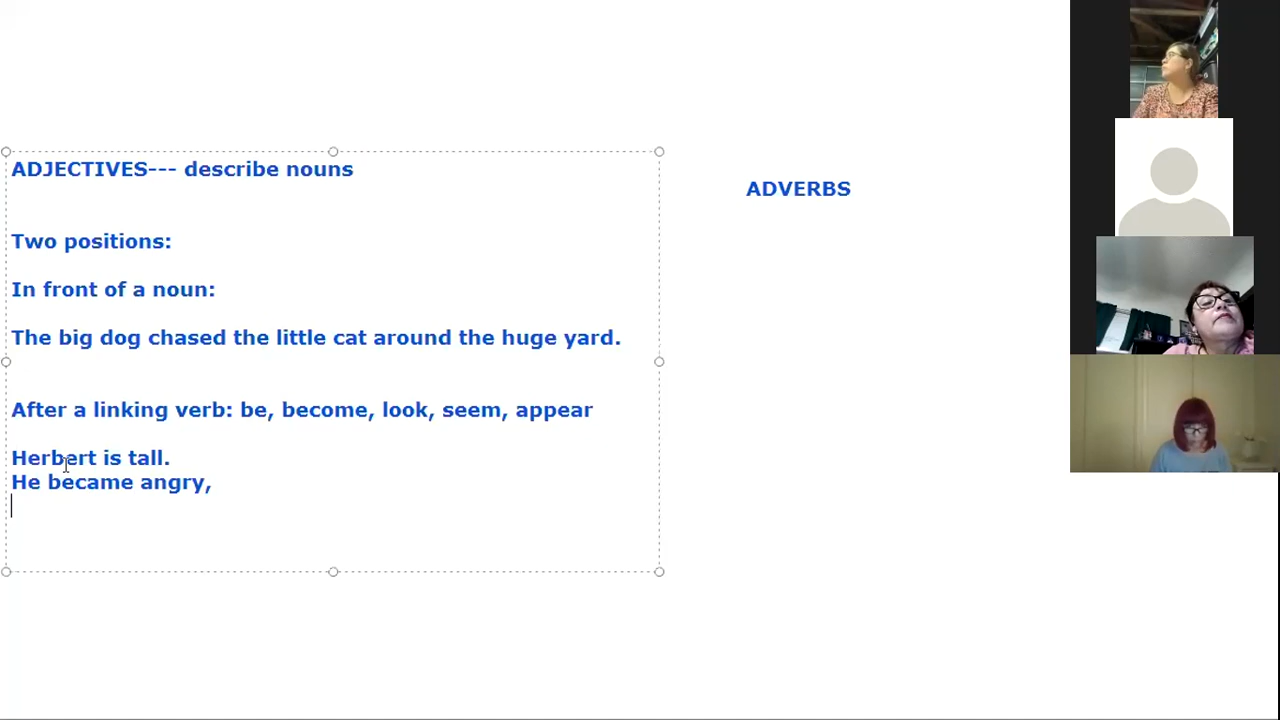 ADJECTIVES--- describe nouns
Two positions:
In front of a noun:
The big dog chased the little cat around the huge yard.
After a linking verb: be, become, look, seem, appear
Herbert is tall.
He became angry,
ADVERBS